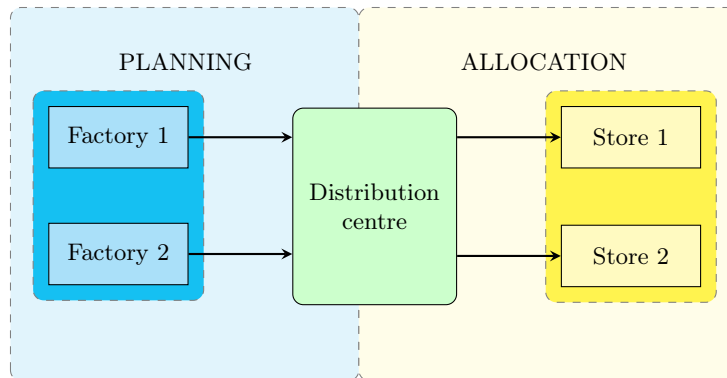 PLANNING
ALLOCATION
Factory 1
Store 1
Distribution
centre
Factory 2
Store 2